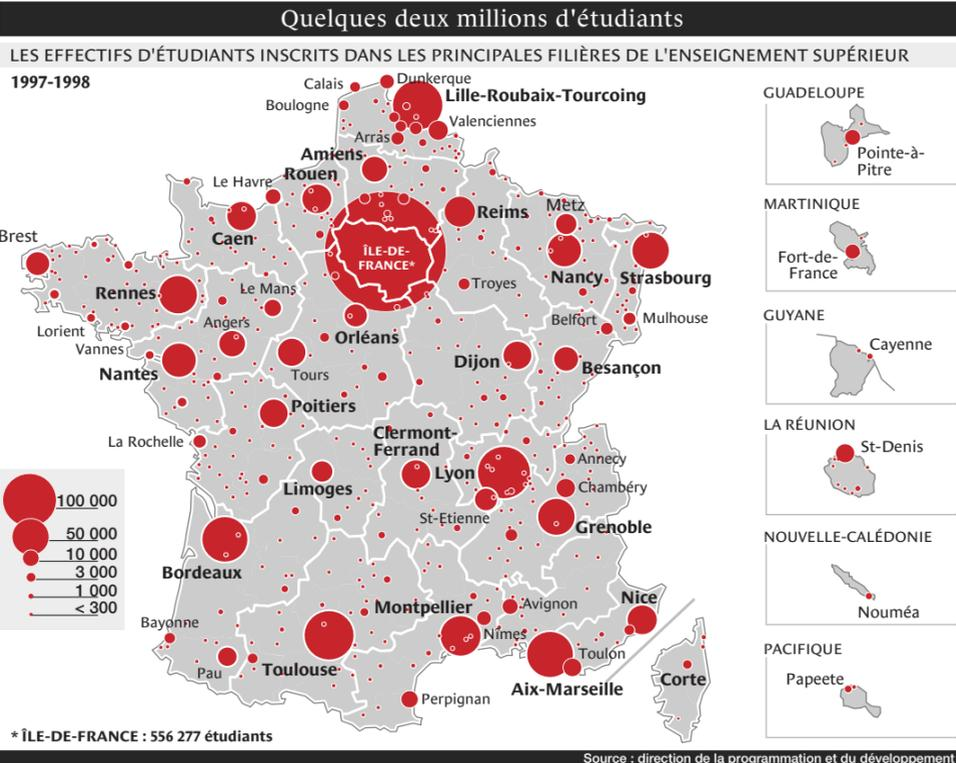 Quelques deux millions d'étudiants
LES EFFECTIFS D'ÉTUDIANTS INSCRITS DANS LES PRINCIPALES FILIÈRES DE L'ENSEIGNEMENT SUPÉRIEUR
1997-1998
Calais
Dunkerque
Boulogne
Lille-Roubaix-Tourcoing
Valenciennes
Arras
Amiens
Rouen
Le Havre
Reims
Metz
Caen
Brest
ÎLE-DE-
FRANCE*
Nancy
Strasbourg
Rennes
Le Mans
Troyes
Lorient
Angers
Orléans
Belfort
Mulhouse
Vannes
Nantes
Tours
Dijon
Besançon
Poitiers
La Rochelle
Clermont-
Ferrand
Lyon
Annecy
Limoges
Chambéry
St-Etienne
Grenoble
Bordeaux
Montpellier
Avignon
Nice
Bayonne
Nîmes
Pau
Toulouse
Toulon
Aix-Marseille
Corte
Perpignan
100 000
50 000
10 000
3 000
1 000
< 300
GUADELOUPE
Pointe-à-
Pitre
MARTINIQUE
Fort-de-
France
GUYANE
Cayenne
LA RÉUNION
St-Denis
NOUVELLE-CALÉDONIE
Nouméa
PACIFIQUE
Papeete
* ÎLE-DE-FRANCE : 556 277 étudiants
Source : direction de la programmation et du développement